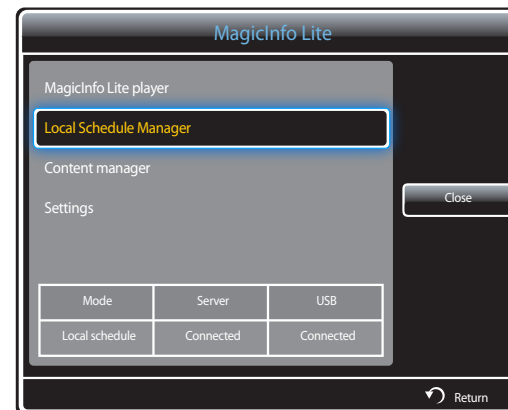 MagicInfo Lite
MagicInfo Lite player
Local Schedule Manager
Content manager
Settings
Close
Mode Server USB
Local schedule Connected Connected
Return